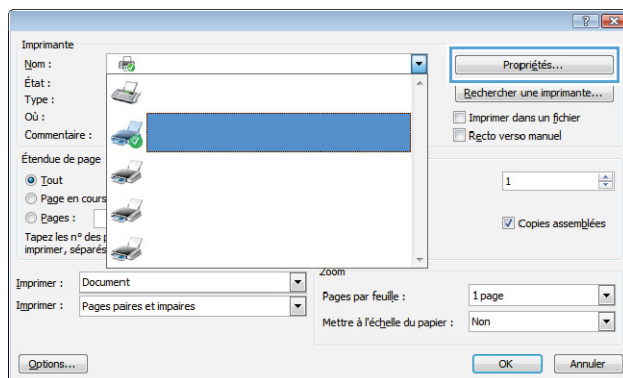 Imprimante
Nom :
Propriétés...
État :
Type :
Rechercher une imprimante...
Où :
Imprimer dans un fichier
Commentaire :
Recto verso manuel
Étendue de page
Tout
1
Page en cours
Pages :
Copies assemblées
Tapez les n° des
imprimer, séparés
Zoom
Imprimer : Document
Pages par feuille : 1 page
Imprimer : Pages paires et impaires
Mettre à l'échelle du papier : Non
Options...
OK
Annuler